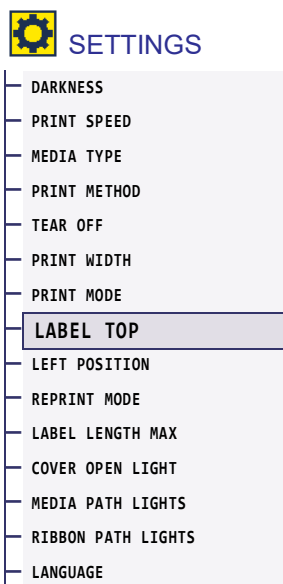 SETTINGS
DARKNESS
PRINT SPEED
MEDIA TYPE
PRINT METHOD
TEAR OFF
PRINT WIDTH
PRINT MODE
LABEL TOP
LEFT POSITION
REPRINT MODE
LABEL LENGTH MAX
COVER OPEN LIGHT
MEDIA PATH LIGHTS
RIBBON PATH LIGHTS
LANGUAGE